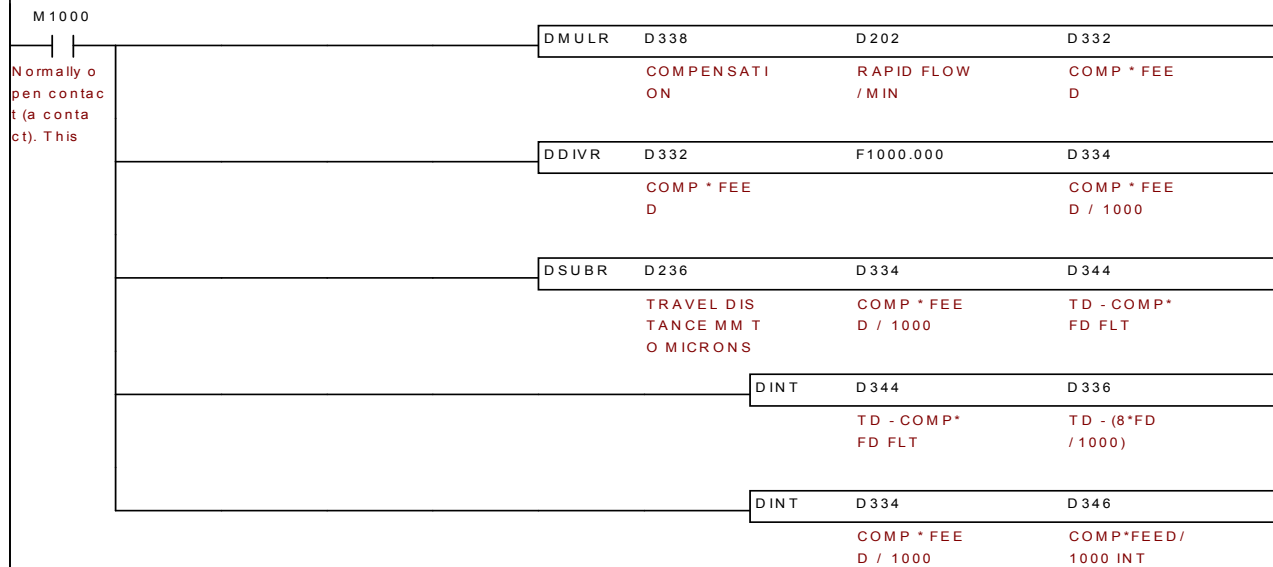 M1000
DMULR D338 D202 D332
Normally o
pen contac
t (a conta
ct). This
COMPENSATI
ON
RAPID FLOW
/MIN
COMP * FEE
D
DDIVR D332 F1000.000 D334
COMP * FEE
D
COMP * FEE
D / 1000
DSUBR D236 D334 D344
TRAVEL DIS
TANCE MM T
O MICRONS
COMP * FEE
D / 1000
TD - COMP*
FD FLT
DINT D344 D336
TD - COMP*
FD FLT
TD - (8*FD
/1000)
DINT D334 D346
COMP * FEE
D / 1000
COMP*FEED/
1000 INT